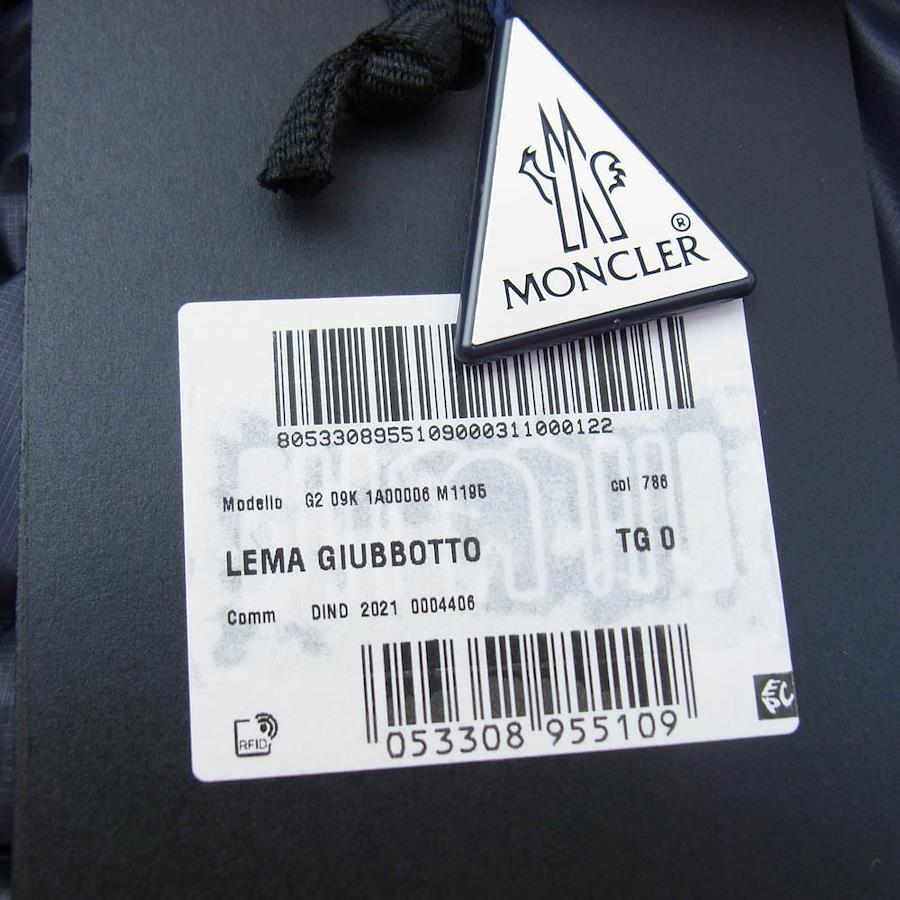 MONCLER ®
8053308955109000311000122
Modello G2 09K 1A00006 M1195 col 786
LEMA GIUBBOTTO TG 0
Comm DIND 2021 0004406
RFID
053308 955109
EPC